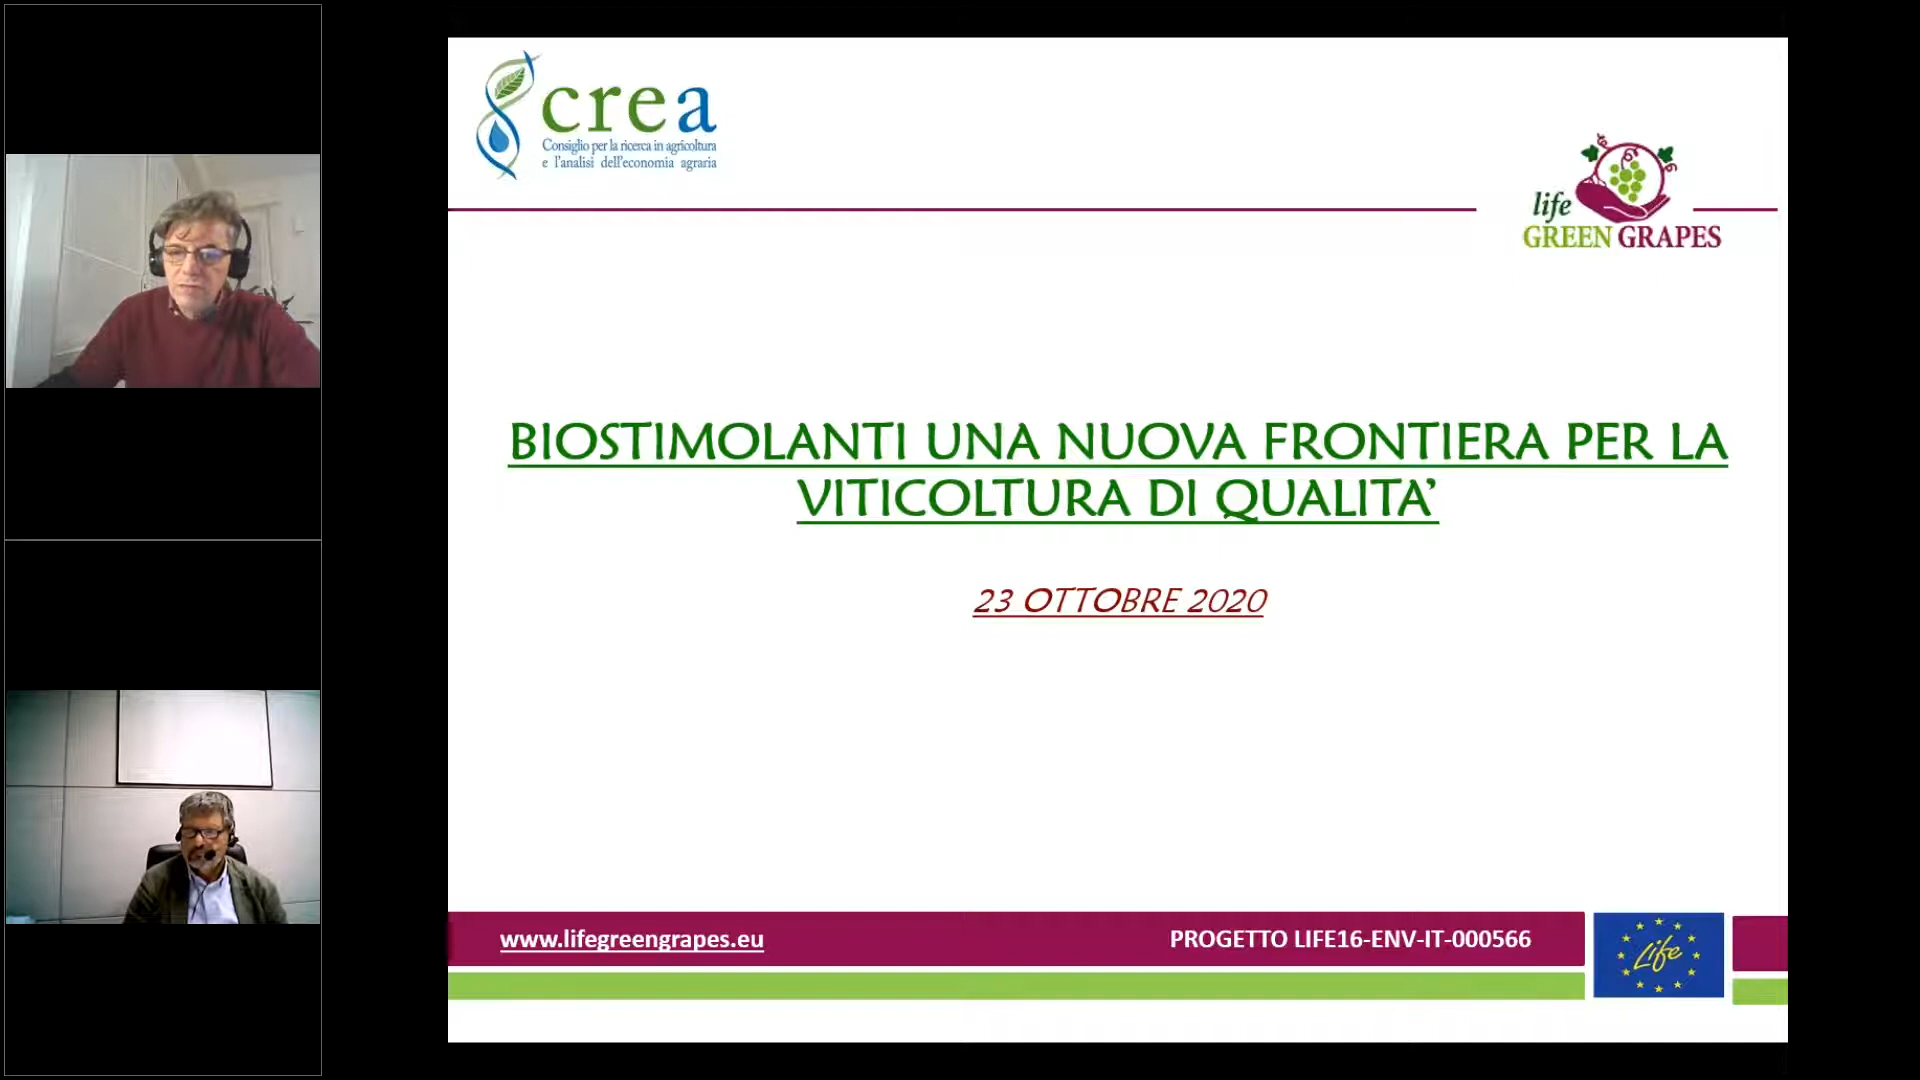 crea
Consiglio per la ricerca in agricoltura
e l'analisi dell'economia agraria
life
GREEN GRAPES
BIOSTIMOLANTI UNA NUOVA FRONTIERA PER LA
VITICOLTURA DI QUALITA’
23 OTTOBRE 2020
www.lifegreengrapes.eu
PROGETTO LIFE16-ENV-IT-000566
Life